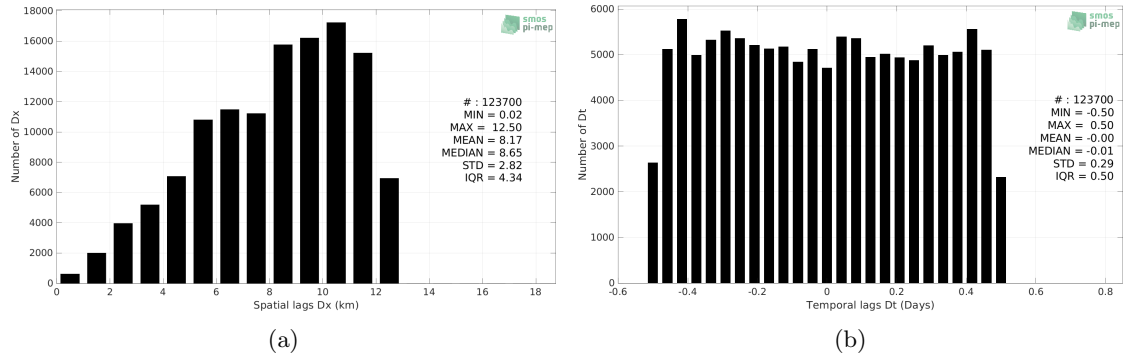 18000
16000
14000
12000
10000
8000
6000
4000
2000
0
Number of Dx
0 2 4 6 8 10 12 14 16 18
Spatial lags Dx (km)
smos
pi-mep
# : 123700
MIN = 0.02
MAX = 12.50
MEAN = 8.17
MEDIAN = 8.65
STD = 2.82
IQR = 4.34
(a)
6000
5000
4000
3000
2000
1000
0
Number of Dt
-0.6 -0.4 -0.2 0 0.2 0.4 0.6 0.8
Temporal lags Dt (Days)
smos
pi-mep
# : 123700
MIN = -0.50
MAX = 0.50
MEAN = -0.00
MEDIAN = -0.01
STD = 0.29
IQR = 0.50
(b)